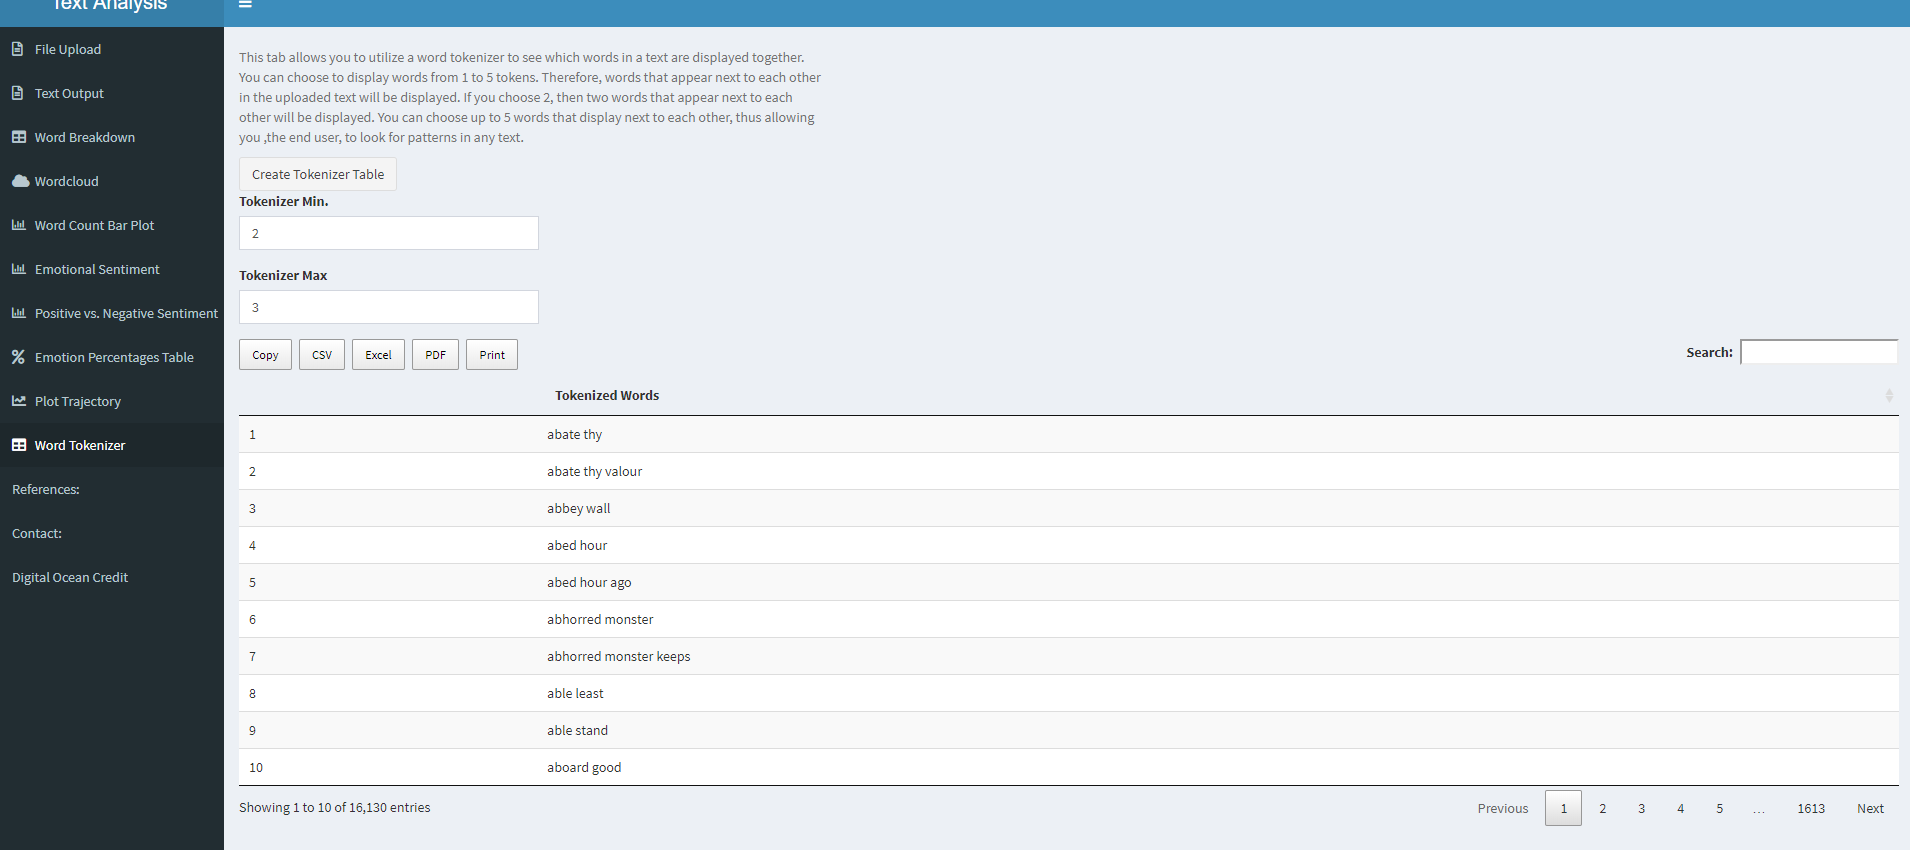 Text Analysis
File Upload
Text Output
Word Breakdown
Wordcloud
Word Count Bar Plot
Emotional Sentiment
Positive vs. Negative Sentiment
Emotion Percentages Table
Plot Trajectory
Word Tokenizer
References:
Contact:
Digital Ocean Credit
This tab allows you to utilize a word tokenizer to see which words in a text are displayed together.
You can choose to display words from 1 to 5 tokens. Therefore, words that appear next to each other
in the uploaded text will be displayed. If you choose 2, then two words that appear next to each
other will be displayed. You can choose up to 5 words that display next to each other, thus allowing
you ,the end user, to look for patterns in any text.
Create Tokenizer Table
Tokenizer Min.
2
Tokenizer Max
3
Copy CSV Excel PDF Print Search:
Tokenized Words
1 abate thy
2 abate thy valour
3 abbey wall
4 abed hour
5 abed hour ago
6 abhorred monster
7 abhorred monster keeps
8 able least
9 able stand
10 aboard good
Showing 1 to 10 of 16,130 entries Previous 1 2 3 4 5 … 1613 Next